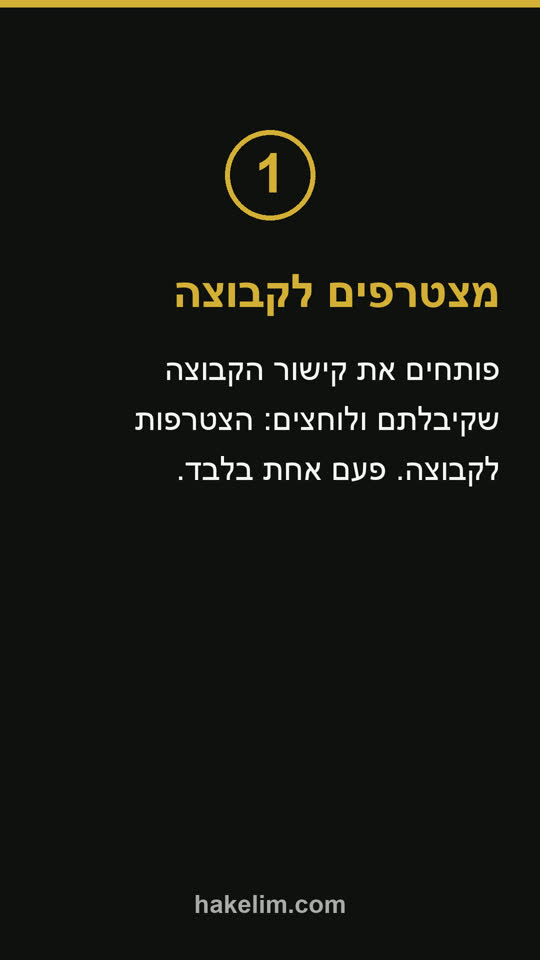 1
מצטרפים לקבוצה
פותחים את קישור הקבוצה
שקיבלתם ולוחצים: הצטרפות
לקבוצה. פעם אחת בלבד.
hakelim.com